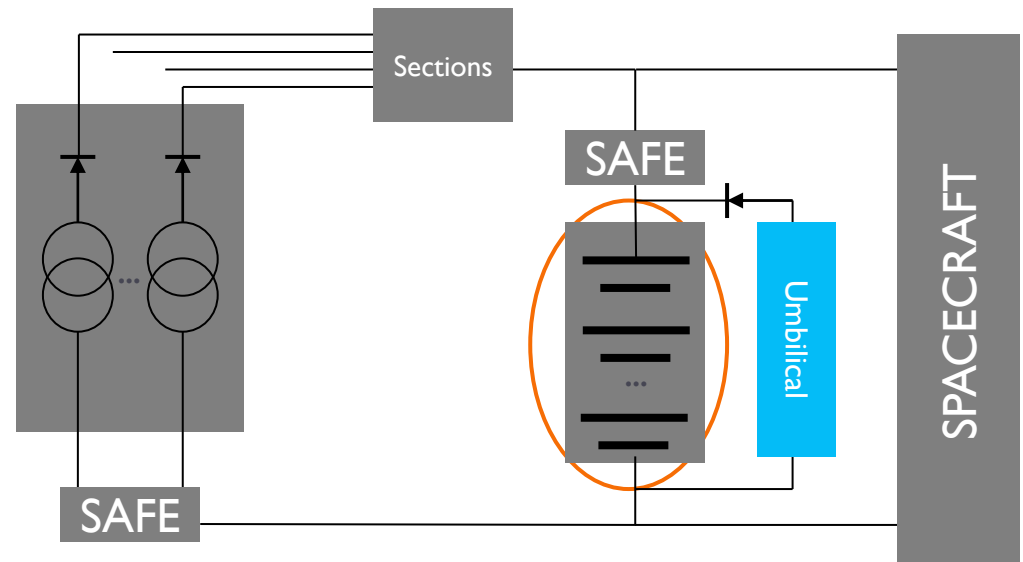 Sections
SAFE
...
Umbilical
SPACECRAFT
...
SAFE